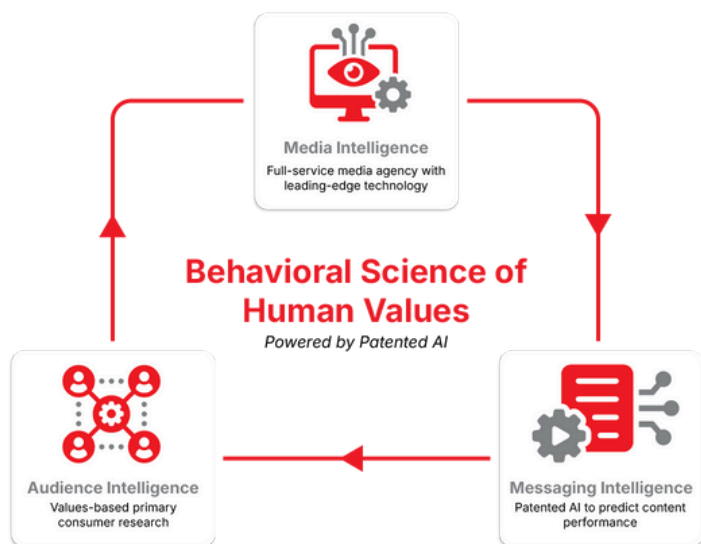 Media Intelligence
Full-service media agency with
leading-edge technology
Behavioral Science of
Human Values
Powered by Patented AI
Audience Intelligence
Values-based primary
consumer research
Messaging Intelligence
Patented AI to predict content
performance